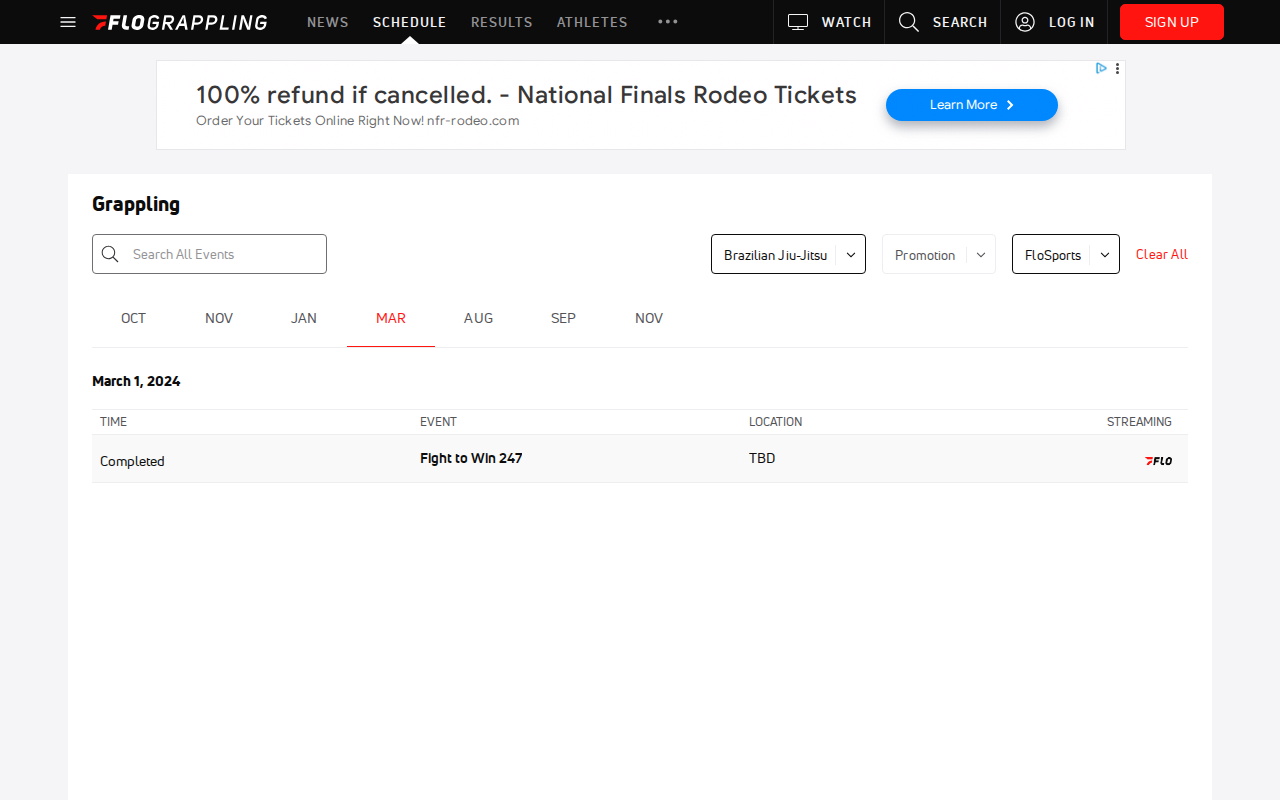 FLOGRAPPLING NEWS SCHEDULE RESULTS ATHLETES WATCH SEARCH LOG IN SIGN UP
100% refund if cancelled. - National Finals Rodeo Tickets
Order Your Tickets Online Right Now! nfr-rodeo.com
Learn More
Grappling
Search All Events Brazilian Jiu-Jitsu Promotion FloSports Clear All
OCT NOV JAN MAR AUG SEP NOV
March 1, 2024
TIME EVENT LOCATION STREAMING
Completed Fight to Win 247 TBD FLO